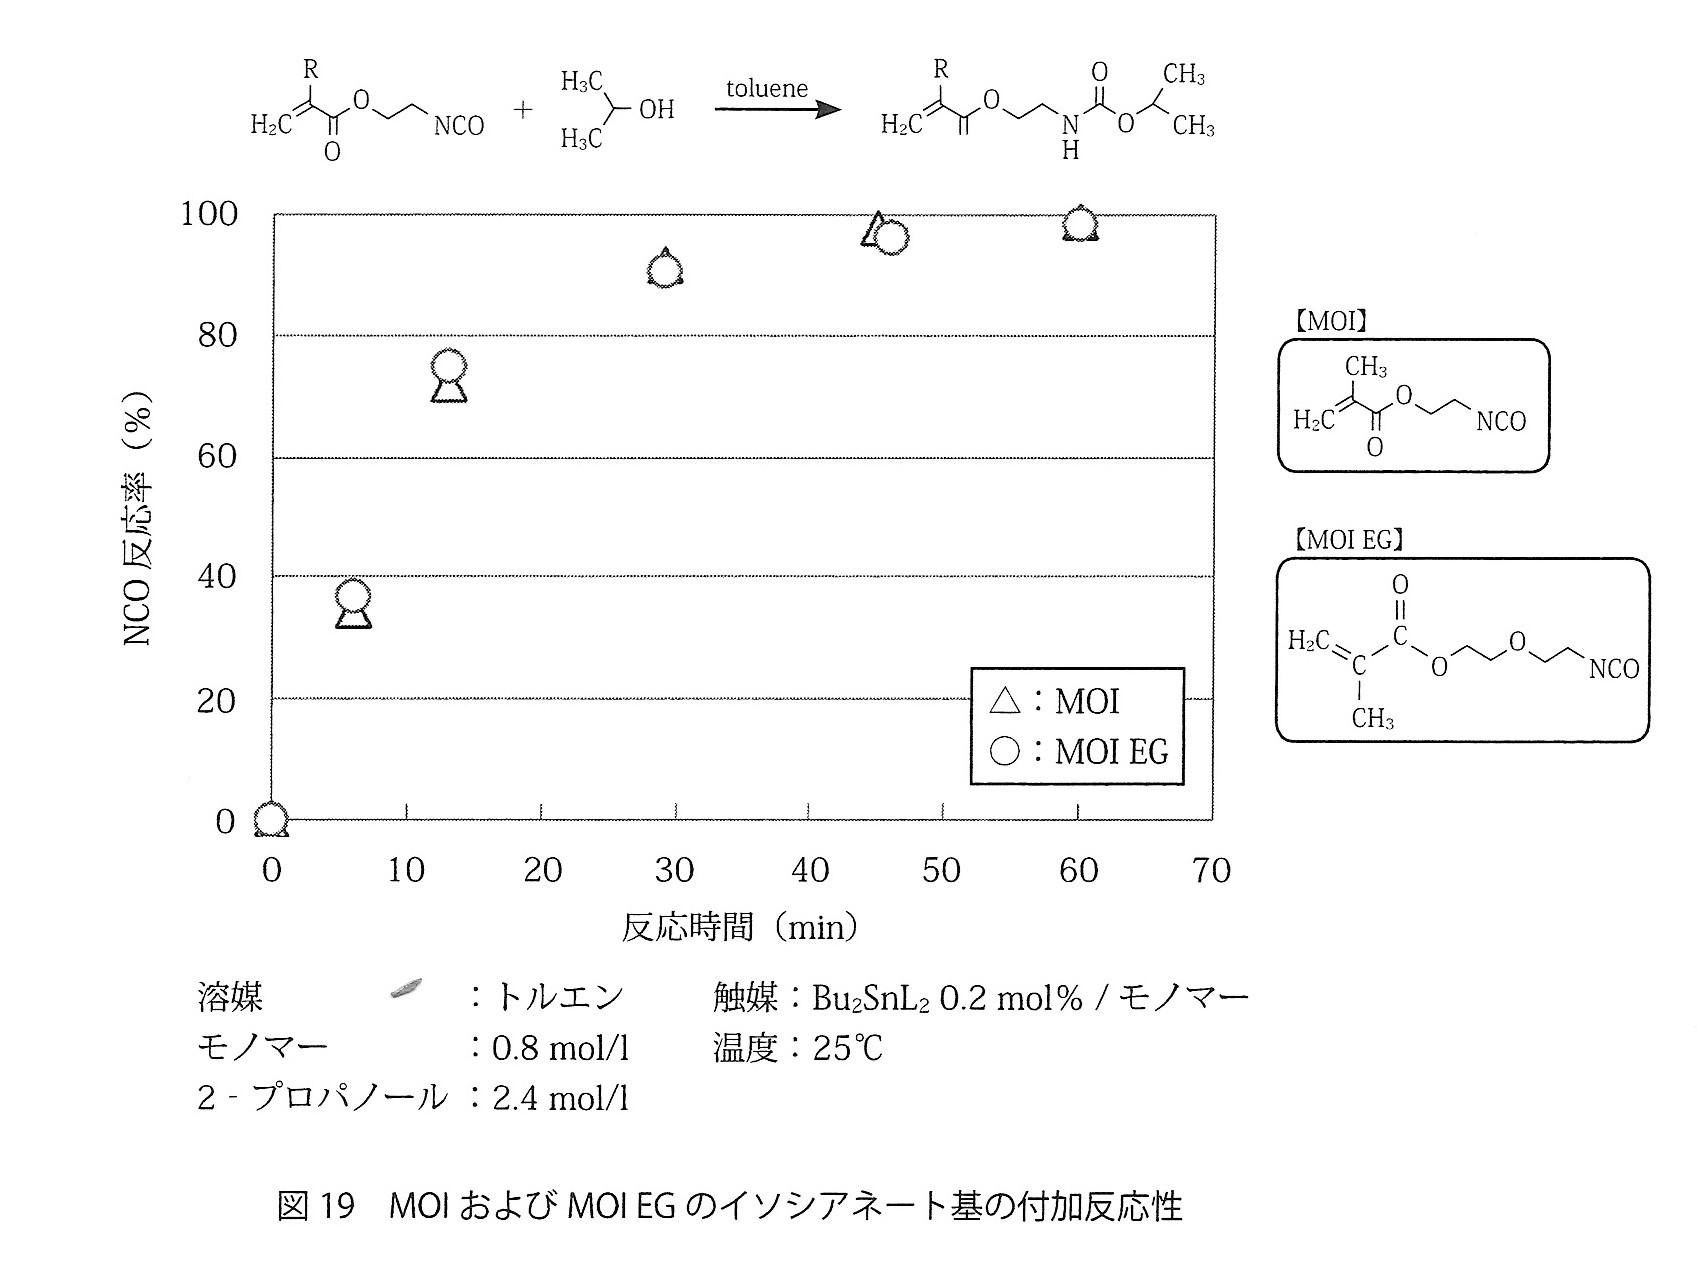 R
H₂C
O
O
NCO
+
H₃C
H₃C
OH
toluene
R
H₂C
O
N
H
O
O
CH₃
CH₃
NCO 反応率（%）
100
80
60
40
20
0
0 10 20 30 40 50 60 70
反応時間（min）
△：MOI
○：MOI EG
【MOI】
CH₃
H₂C
O
O
NCO
【MOI EG】
O
H₂C
C
O
O
NCO
C
CH₃
溶媒 ：トルエン 触媒：Bu₂SnL₂ 0.2 mol% / モノマー
モノマー ：0.8 mol/l 温度：25℃
2‐プロパノール ：2.4 mol/l
図 19 MOI および MOI EG のイソシアネート基の付加反応性